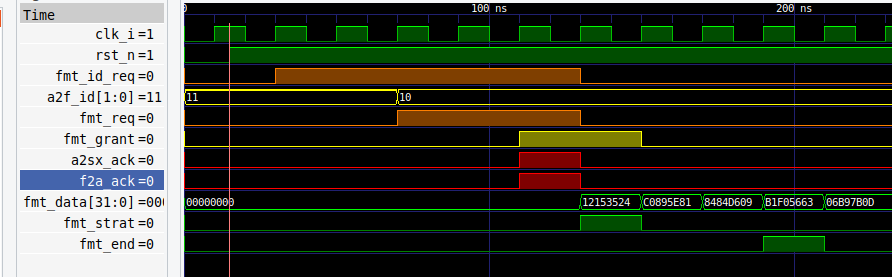 Time
0 100 ns 200 ns
clk_i=1
rst_n=1
fmt_id_req=0
a2f_id[1:0]=11 11 10
fmt_req=0
fmt_grant=0
a2sx_ack=0
f2a_ack=0
fmt_data[31:0]=000 00000000 12153524 C0895E81 8484D609 B1F05663 06B97B0D
fmt_strat=0
fmt_end=0